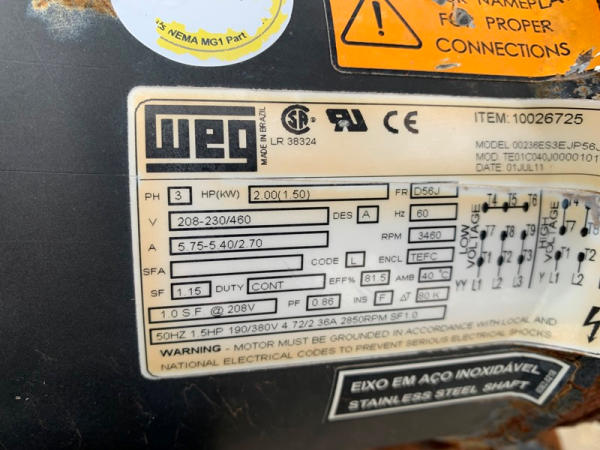 NEMA MG1 Part
FOR PROPER
CONNECTIONS
WEG
MADE IN BRAZIL
LR 38324
ITEM:10026725
MODEL 00236ES3EJP56J
MOD TE01C040J0000101
DATE 01JUL11
PH 3 HP(kW) 2.00(1.50) FR D56J
V 208-230/460 DES A Hz 60
A 5.75-5.40/2.70 RPM 3460
SFA CODE L ENCL TEFC
SF 1.15 DUTY CONT EFF% 81.5 AMB 40 °C
1.0 S F @ 208V PF 0.86 INS F ΔT 80 K
50HZ 1.5HP 190/380V 4.72/2.36A 2850RPM SF1.0
WARNING - MOTOR MUST BE GROUNDED IN ACCORDANCE WITH LOCAL AND
NATIONAL ELECTRICAL CODES TO PREVENT SERIOUS ELECTRICAL SHOCKS.
LOW VOLTAGE
T4 T5 T6
T7 T8 T9
T1 T2 T3
YY L1 L2 L3
HIGH VOLTAGE
T7
T1 T2
Y L1 L2
EIXO EM AÇO INOXIDÁVEL
STAINLESS STEEL SHAFT